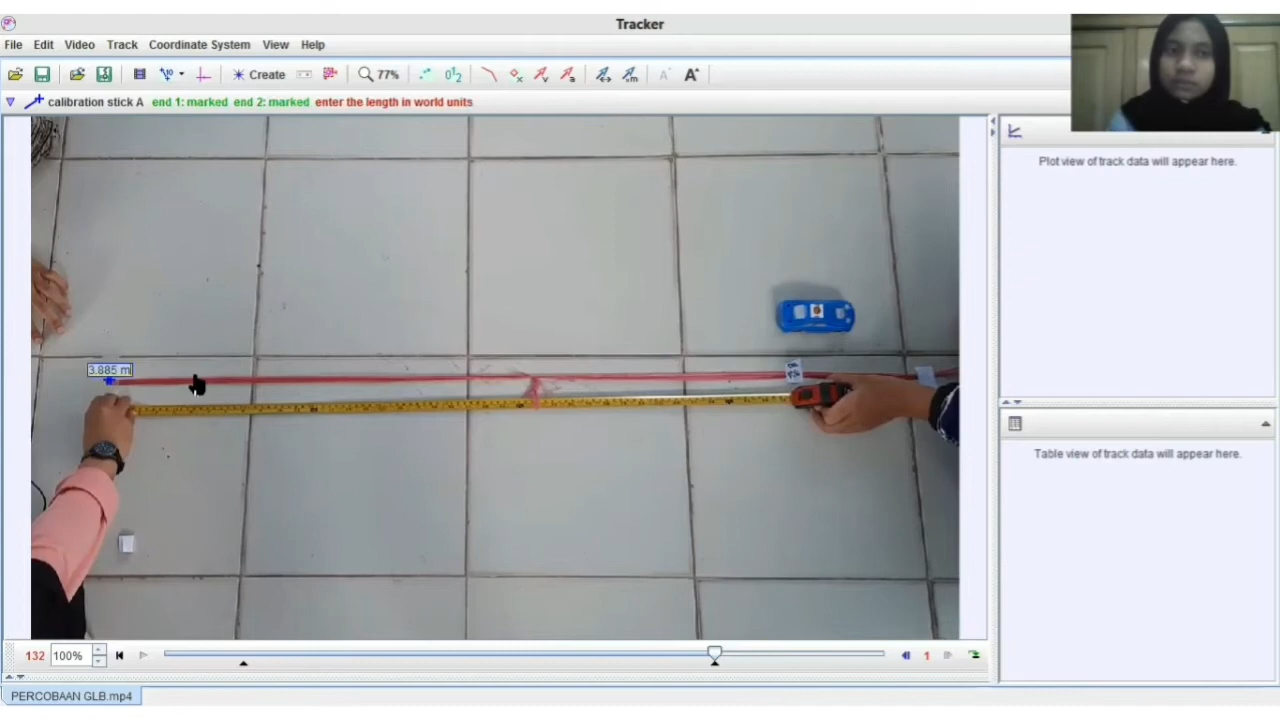 Tracker
File Edit Video Track Coordinate System View Help
Create 77%
calibration stick A end 1: marked end 2: marked enter the length in world units
3.885 m
Plot view of track data will appear here.
Table view of track data will appear here.
132 100% 1
PERCOBAAN GLB.mp4